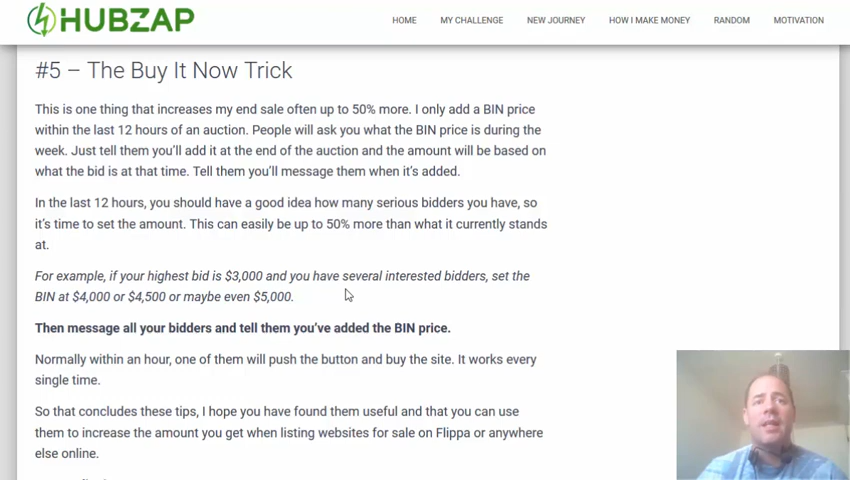 HUBZAP
HOME MY CHALLENGE NEW JOURNEY HOW I MAKE MONEY RANDOM MOTIVATION
#5 – The Buy It Now Trick
This is one thing that increases my end sale often up to 50% more. I only add a BIN price
within the last 12 hours of an auction. People will ask you what the BIN price is during the
week. Just tell them you’ll add it at the end of the auction and the amount will be based on
what the bid is at that time. Tell them you’ll message them when it’s added.
In the last 12 hours, you should have a good idea how many serious bidders you have, so
it’s time to set the amount. This can easily be up to 50% more than what it currently stands
at.
For example, if your highest bid is $3,000 and you have several interested bidders, set the
BIN at $4,000 or $4,500 or maybe even $5,000.
Then message all your bidders and tell them you’ve added the BIN price.
Normally within an hour, one of them will push the button and buy the site. It works every
single time.
So that concludes these tips, I hope you have found them useful and that you can use
them to increase the amount you get when listing websites for sale on Flippa or anywhere
else online.